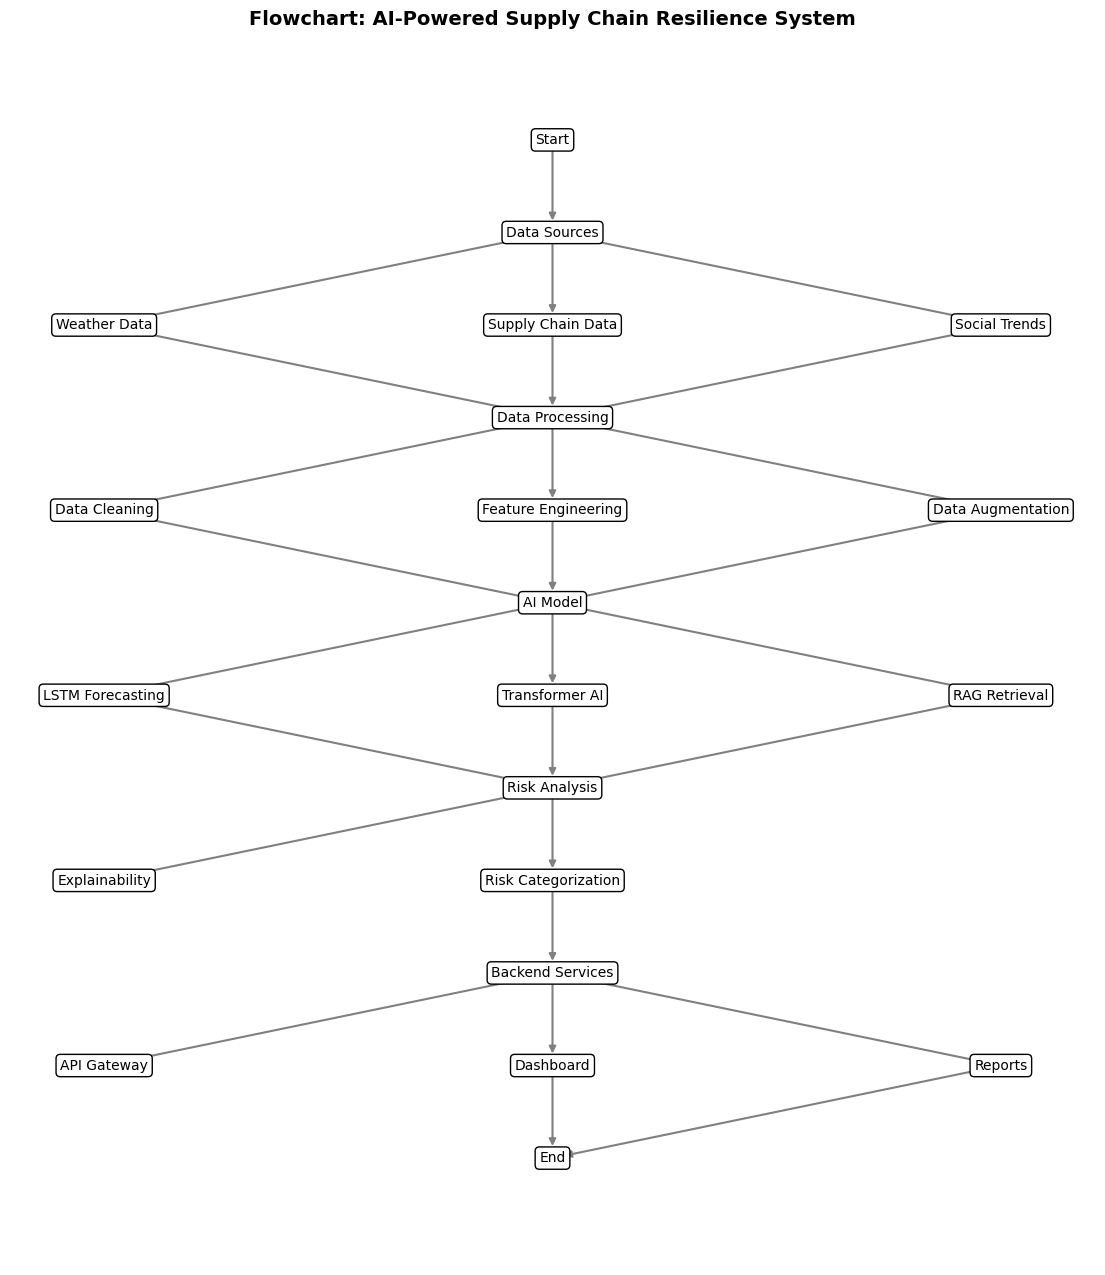 Flowchart: AI-Powered Supply Chain Resilience System
Start
Data Sources
Weather Data
Supply Chain Data
Social Trends
Data Processing
Data Cleaning
Feature Engineering
Data Augmentation
AI Model
LSTM Forecasting
Transformer AI
RAG Retrieval
Risk Analysis
Explainability
Risk Categorization
Backend Services
API Gateway
Dashboard
Reports
End